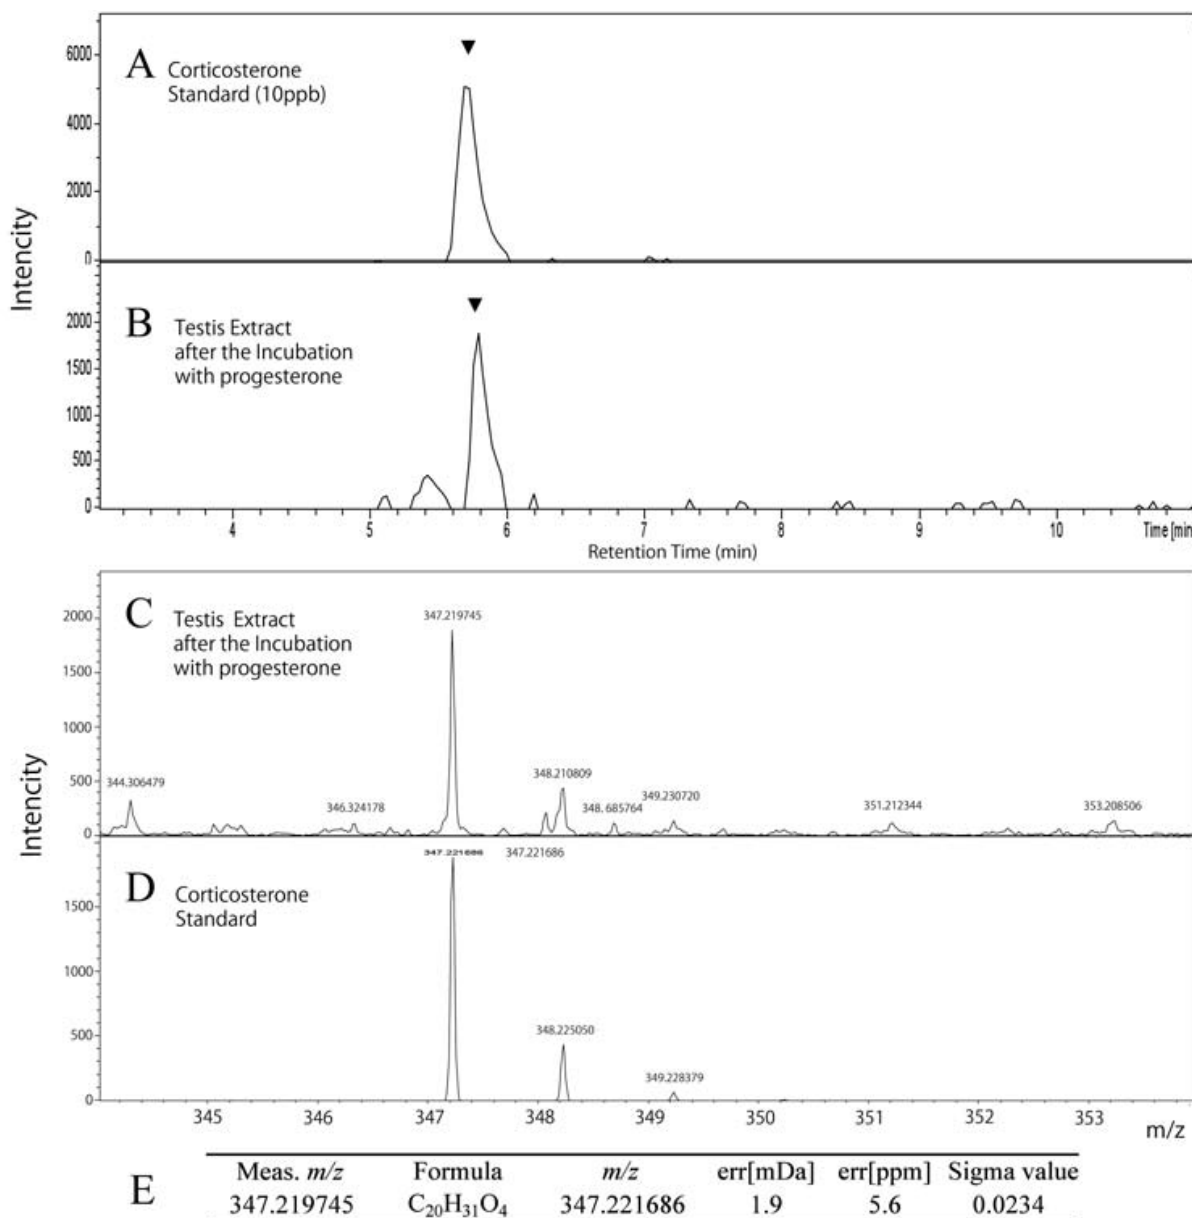 A
Corticosterone
Standard (10ppb)
6000
4000
2000
0
Intencity
B
Testis Extract
after the Incubation
with progesterone
2000
1500
1000
500
0
4 5 6 7 8 9 10 Time [min
Retention Time (min)
C
Testis Extract
after the Incubation
with progesterone
2000
1500
1000
500
0
344.306479
346.324178
347.219745
348.210809
348.685764
349.230720
351.212344
353.208506
Intencity
D
Corticosterone
Standard
1500
1000
500
0
347.221686 347.221686
348.225050
349.228379
345 346 347 348 349 350 351 352 353
m/z
E
Meas. m/z Formula m/z err[mDa] err[ppm] Sigma value
347.219745 C₂₀H₃₁O₄ 347.221686 1.9 5.6 0.0234